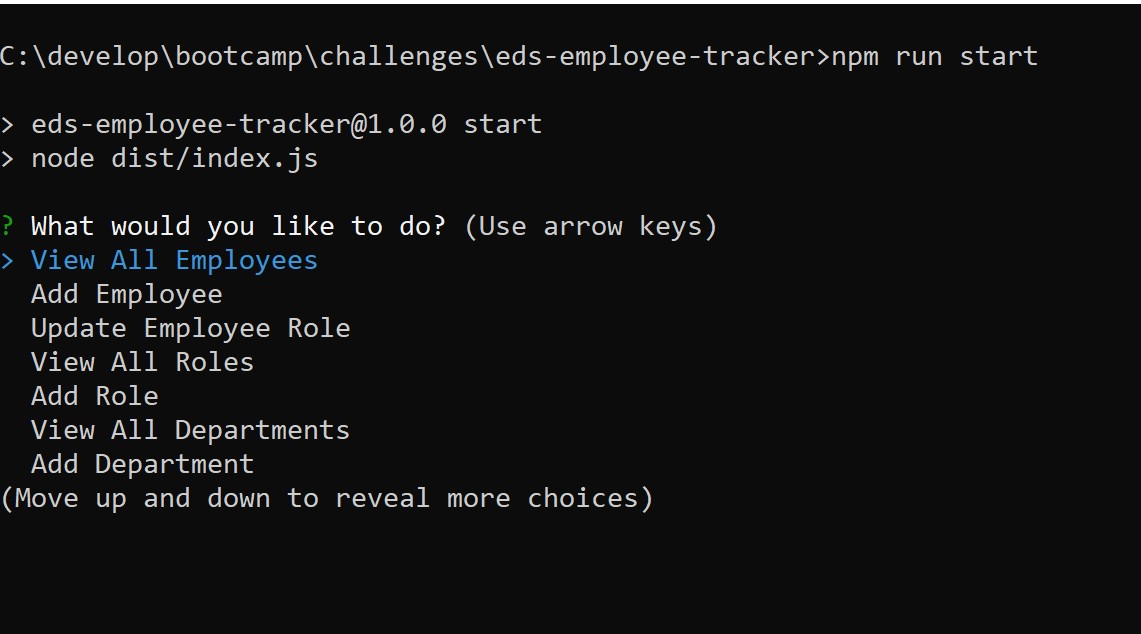 C:\develop\bootcamp\challenges\eds-employee-tracker>npm run start
> eds-employee-tracker@1.0.0 start
> node dist/index.js
? What would you like to do? (Use arrow keys)
> View All Employees
Add Employee
Update Employee Role
View All Roles
Add Role
View All Departments
Add Department
(Move up and down to reveal more choices)